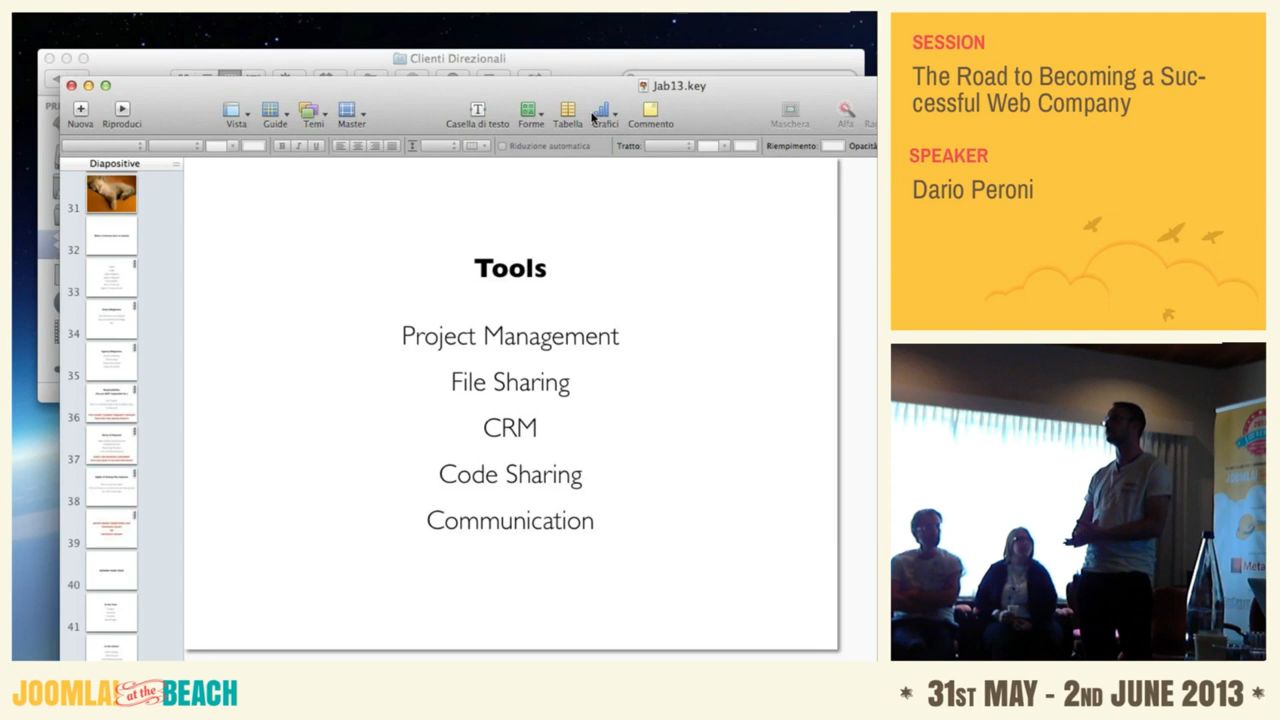 Clienti Direzionali
Jab13.key
Nuova
Riproduci
Vista
Guide
Temi
Master
Casella di testo
Forme
Tabella
Grafici
Commento
Maschera
Alfa
B I U
Riduzione automatica
Tratto:
Riempimento:
Opacità
Diapositive
31
32
33
34
35
36
37
38
39
40
41
Tools
Project Management
File Sharing
CRM
Code Sharing
Communication
SESSION
The Road to Becoming a Suc-
cessful Web Company
SPEAKER
Dario Peroni
Meta
JOOMLA! at the BEACH
* 31ST MAY - 2ND JUNE 2013 *